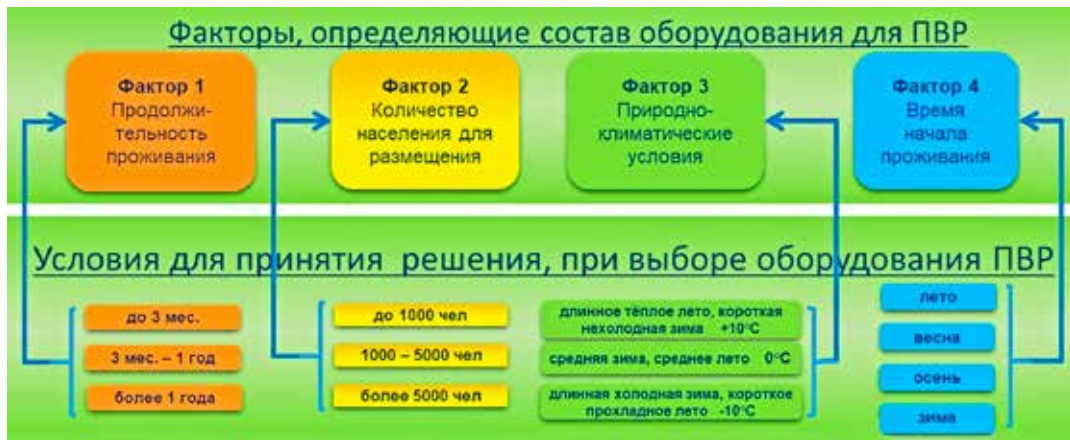 Факторы, определяющие состав оборудования для ПВР
Фактор 1
Продолжи-
тельность
проживания
Фактор 2
Количество
населения для
размещения
Фактор 3
Природно-
климатические
условия
Фактор 4
Время
начала
проживания
Условия для принятия решения, при выборе оборудования ПВР
до 3 мес.
3 мес. – 1 год
более 1 года
до 1000 чел
1000 – 5000 чел
более 5000 чел
длинное тёплое лето, короткая
нехолодная зима +10°С
средняя зима, среднее лето 0°С
длинная холодная зима, короткое
прохладное лето -10°С
лето
весна
осень
зима